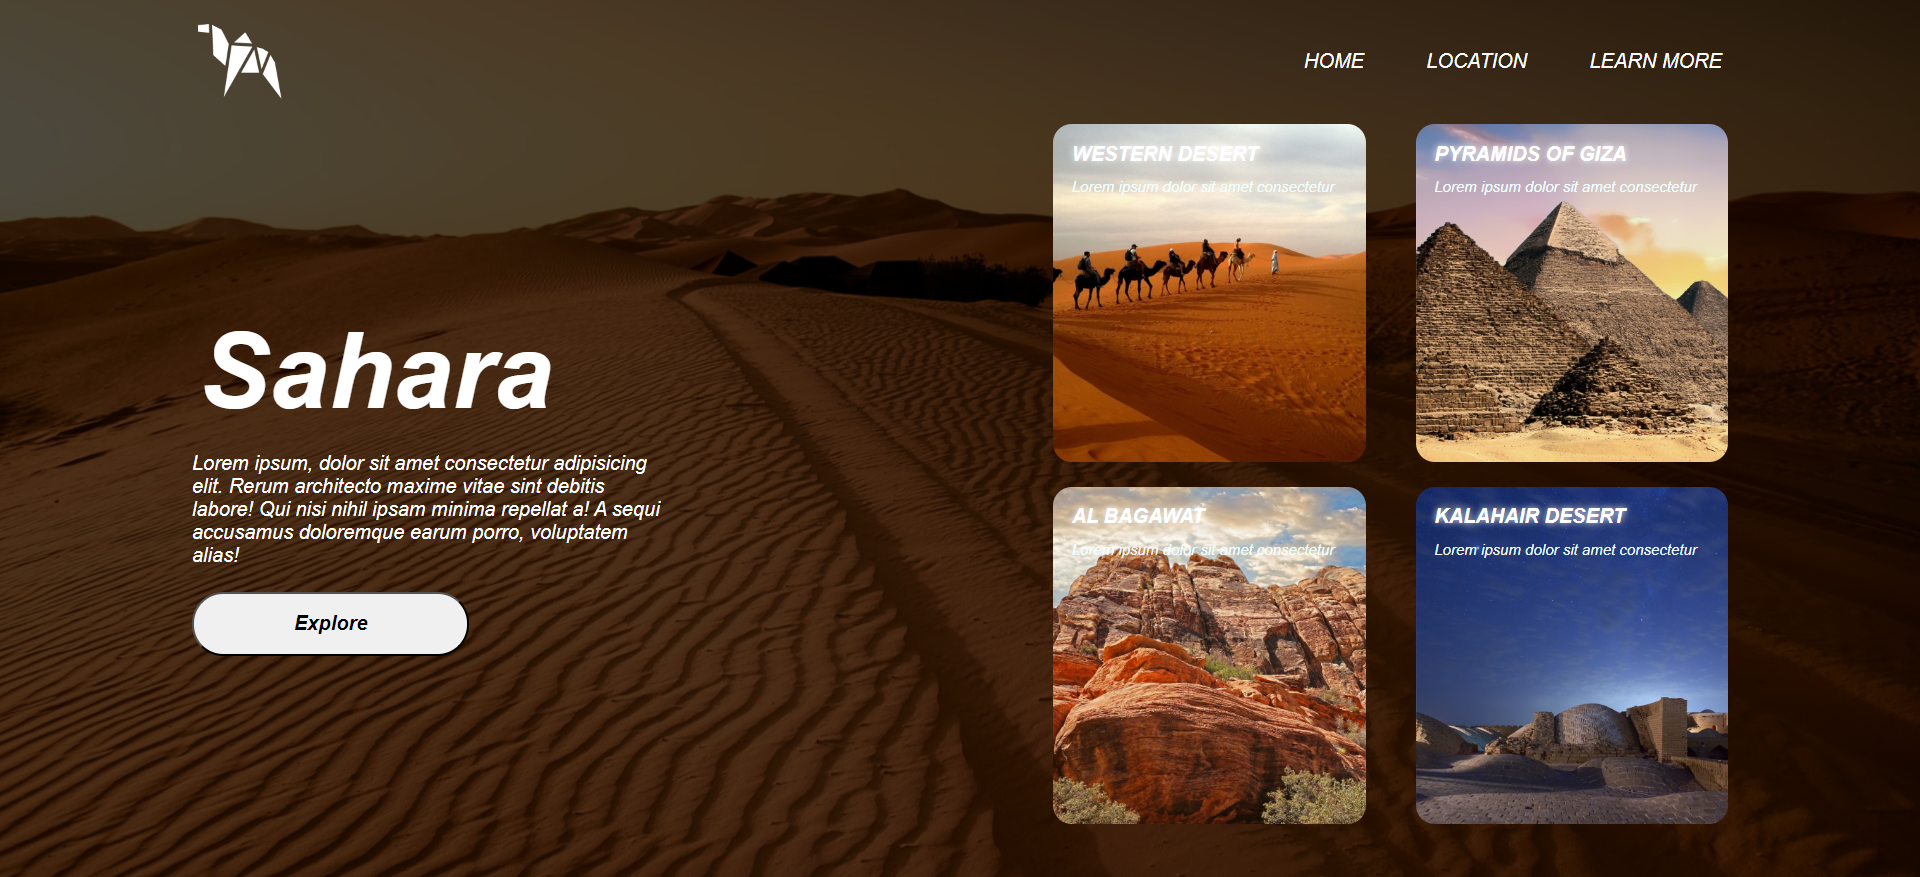 HOME LOCATION LEARN MORE
Sahara
Lorem ipsum, dolor sit amet consectetur adipisicing
elit. Rerum architecto maxime vitae sint debitis
labore! Qui nisi nihil ipsam minima repellat a! A sequi
accusamus doloremque earum porro, voluptatem
alias!
Explore
WESTERN DESERT
Lorem ipsum dolor sit amet consectetur
PYRAMIDS OF GIZA
Lorem ipsum dolor sit amet consectetur
AL BAGAWAT
Lorem ipsum dolor sit amet consectetur
KALAHAIR DESERT
Lorem ipsum dolor sit amet consectetur